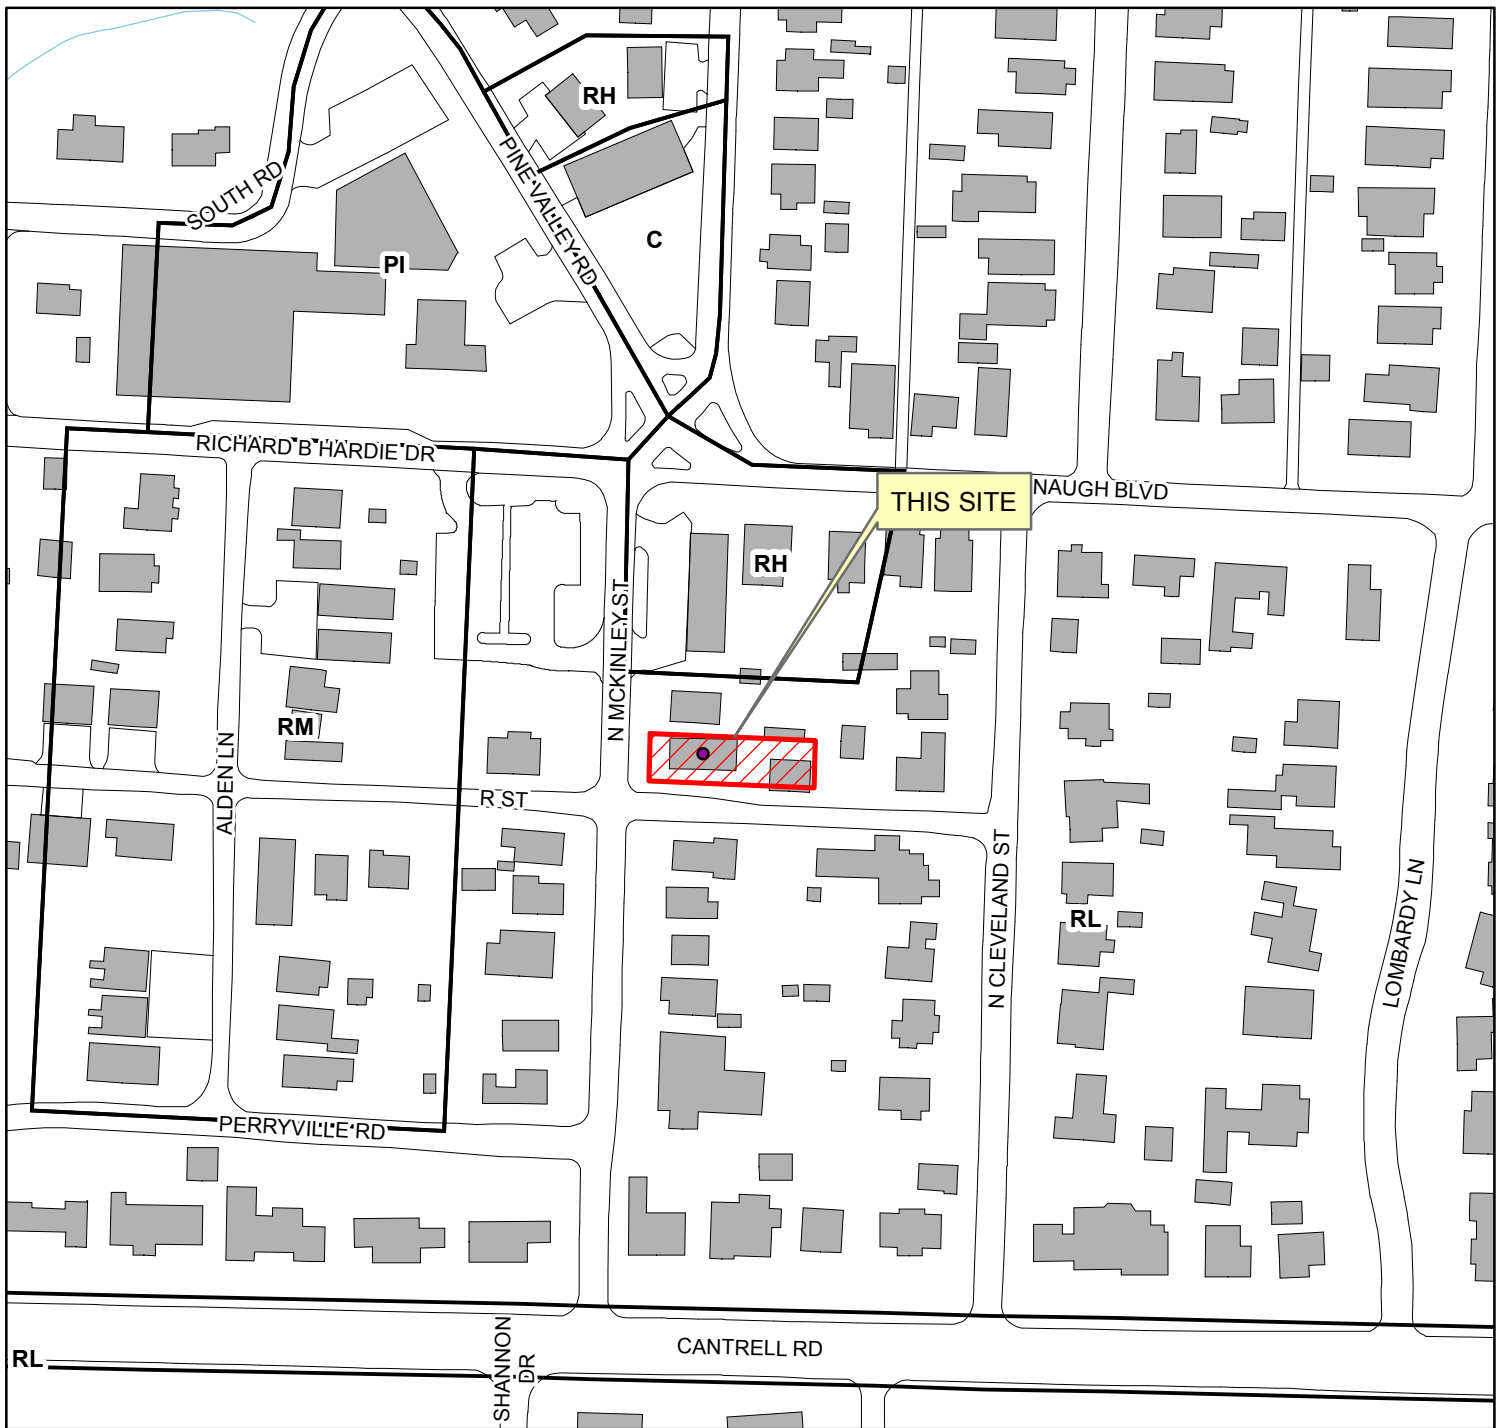 RH
PINE VALLEY RD
SOUTH RD
C
PI
RICHARD B HARDIE DR
NAUGH BLVD
THIS SITE
RH
N MCKINLEY ST
RM
ALDEN LN
R ST
N CLEVELAND ST
RL
LOMBARDY LN
PERRYVILLE RD
CANTRELL RD
RL
SHANNON
DR